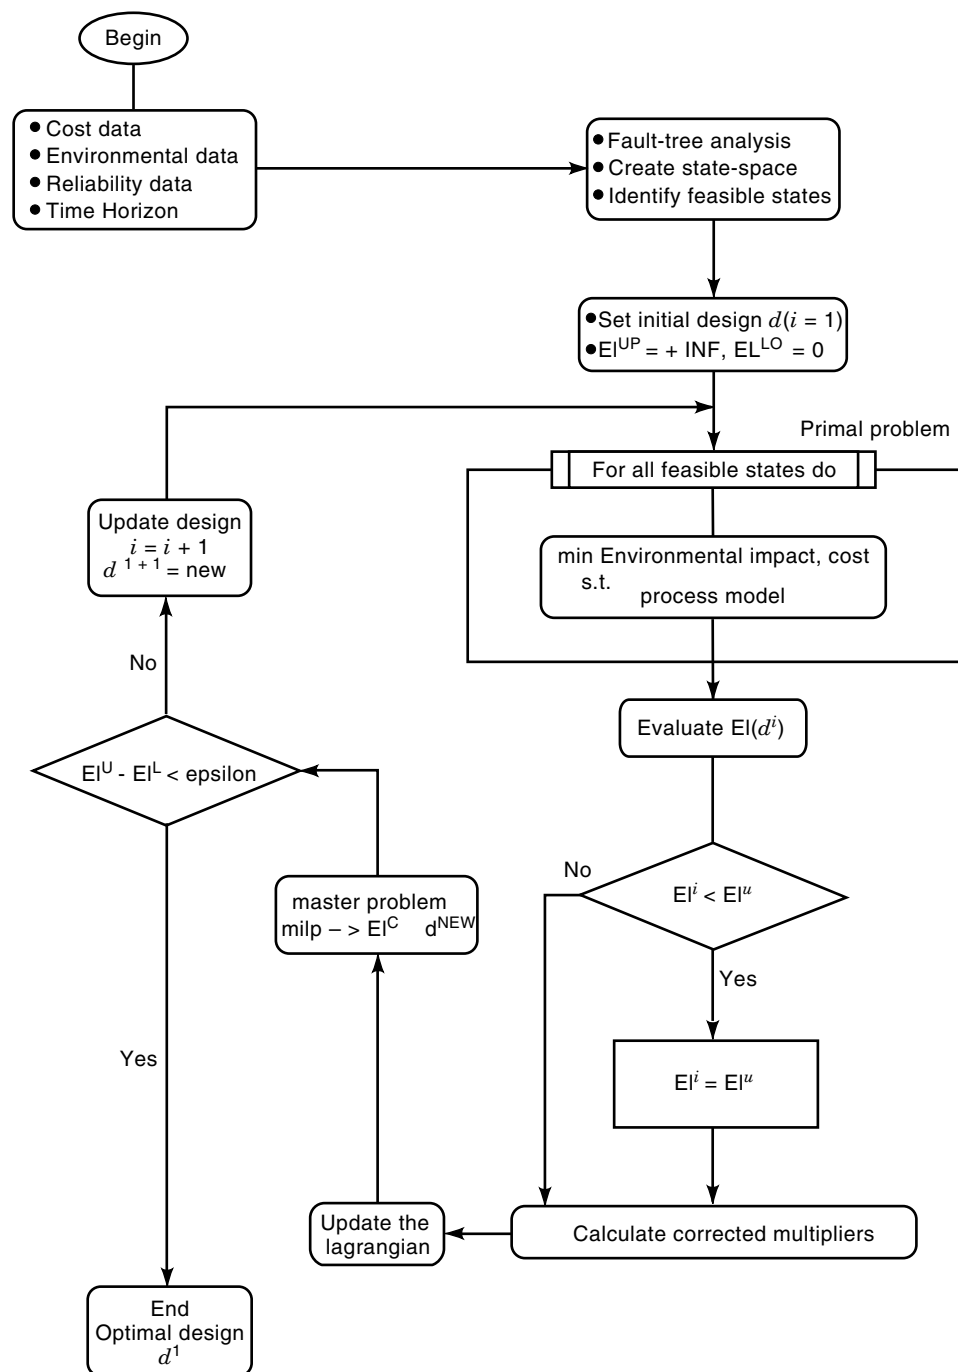 Begin
● Cost data
● Environmental data
● Reliability data
● Time Horizon
● Fault-tree analysis
● Create state-space
● Identify feasible states
● Set initial design d(i = 1)
● EI^UP = + INF, EL^LO = 0
Primal problem
For all feasible states do
min Environmental impact, cost
s.t.
process model
Evaluate EI(d^i)
EI^i < EI^u
No
Yes
EI^i = EI^u
Calculate corrected multipliers
Update the
lagrangian
master problem
milp – > EI^C d^NEW
EI^U - EI^L < epsilon
No
Update design
i = i + 1
d^1 + 1 = new
Yes
End
Optimal design
d^1